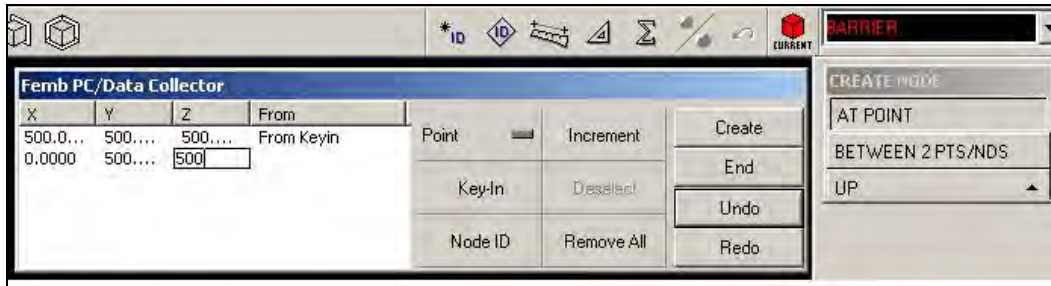 *ID ID Σ CURRENT BARRIER
Femb PC/Data Collector
X Y Z From
500.0... 500.... 500.... From Keyin
0.0000 500.... 500
Point Increment
Key-In Deselect
Node ID Remove All
Create
End
Undo
Redo
CREATE NODE
AT POINT
BETWEEN 2 PTS/NDS
UP